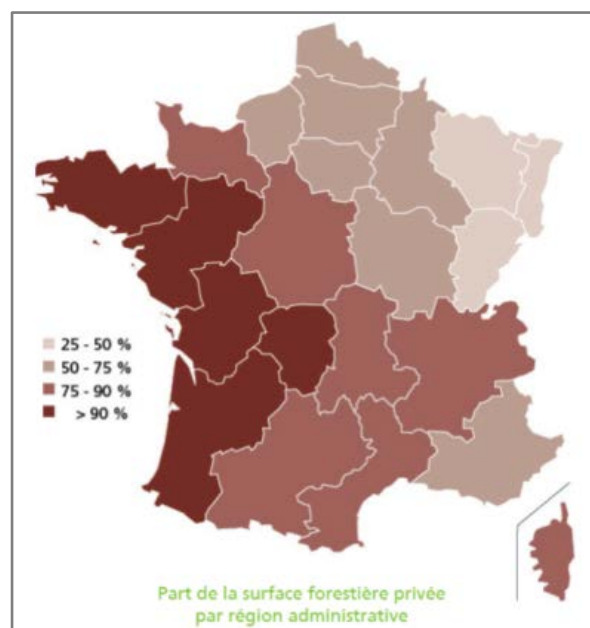 25 - 50 %
50 - 75 %
75 - 90 %
> 90 %
Part de la surface forestière privée
par région administrative